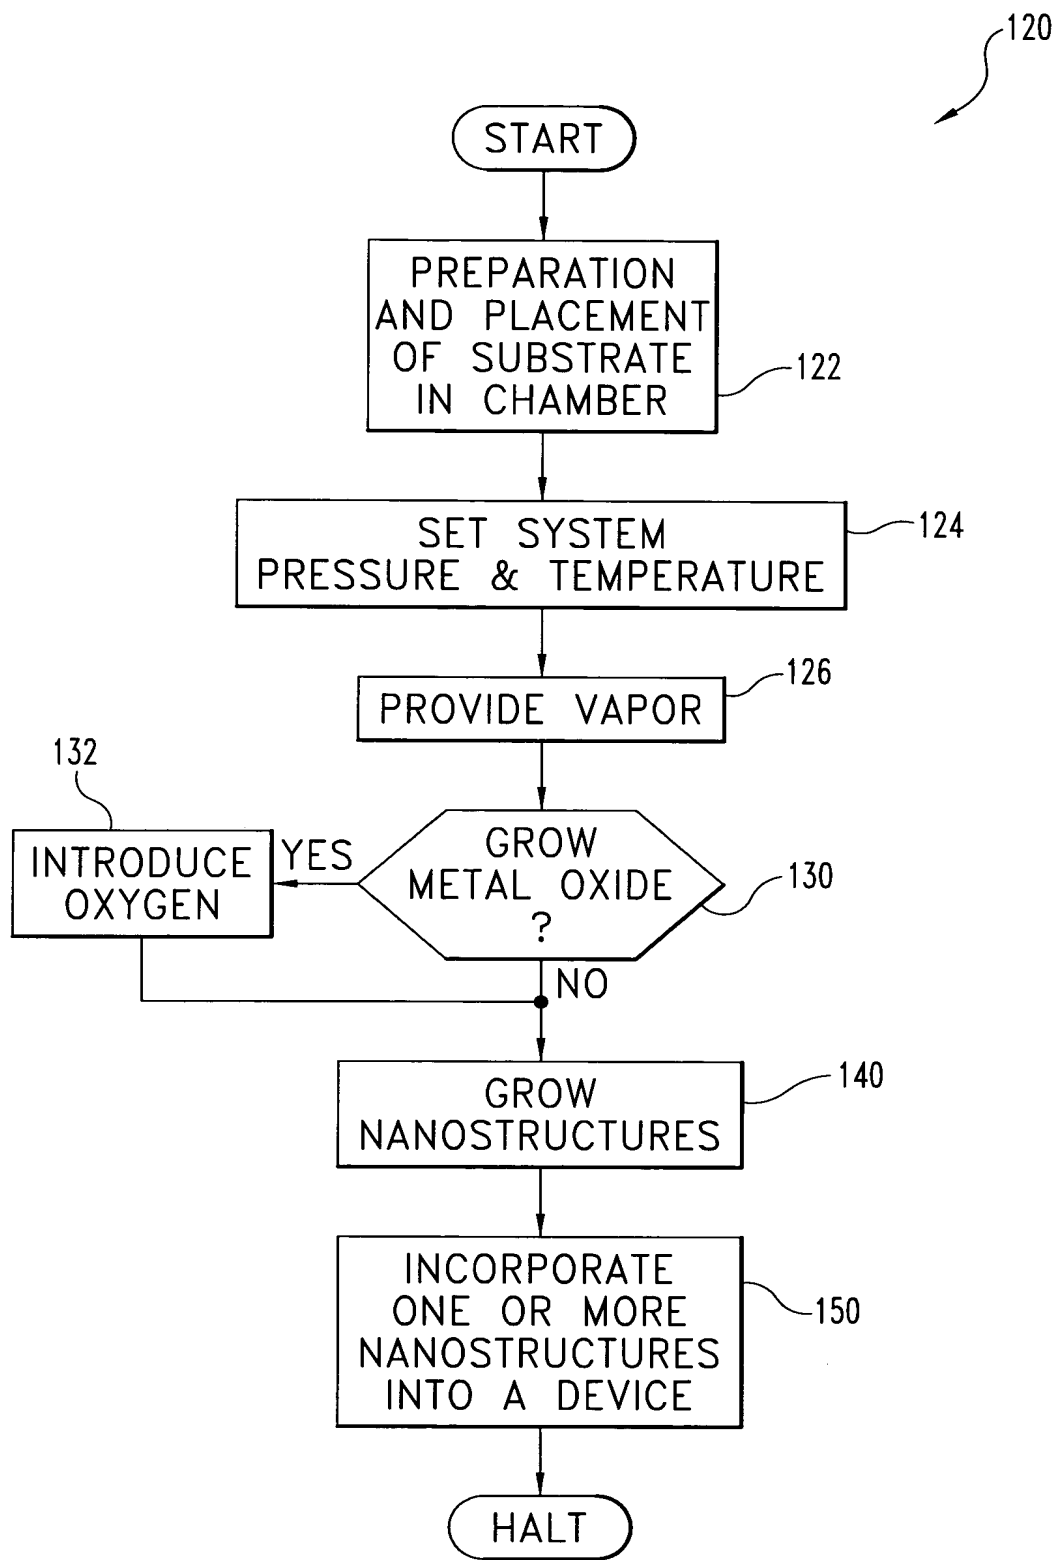 120
START
PREPARATION
AND PLACEMENT
OF SUBSTRATE
IN CHAMBER
122
SET SYSTEM
PRESSURE & TEMPERATURE
124
PROVIDE VAPOR
126
132
INTRODUCE
OXYGEN
YES
GROW
METAL OXIDE
?
130
NO
GROW
NANOSTRUCTURES
140
INCORPORATE
ONE OR MORE
NANOSTRUCTURES
INTO A DEVICE
150
HALT